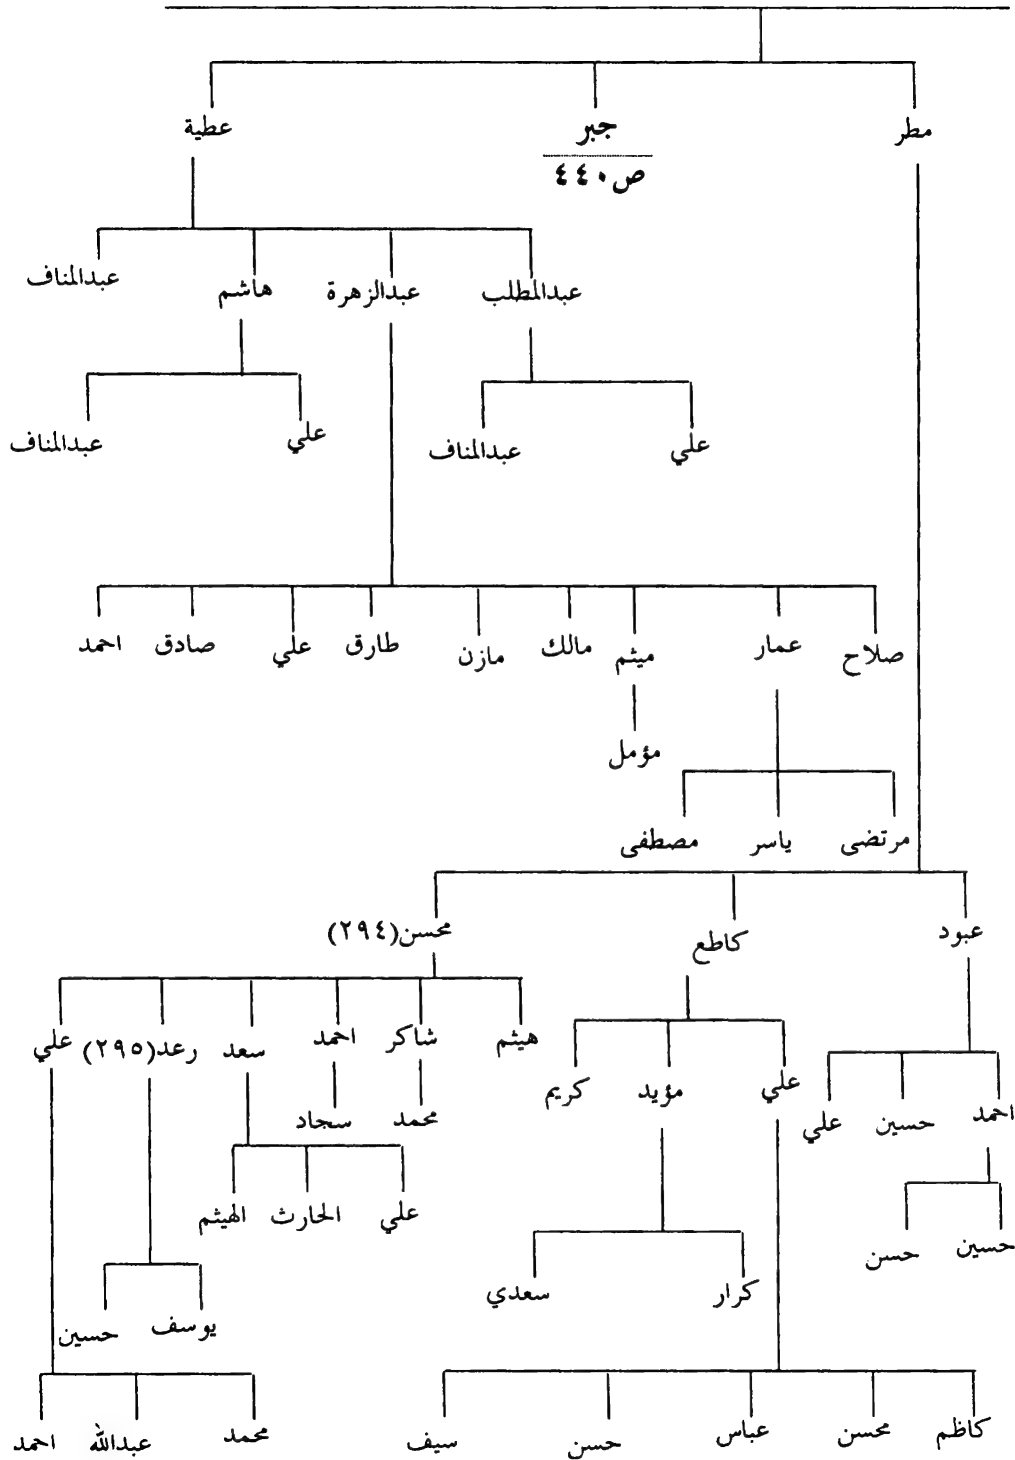 مطر جبر عطية
ص٤٤٠
عبدالمطلب عبدالزهرة هاشم عبدالمناف
علي عبدالمناف علي عبدالمناف
صلاح عمار ميثم مالك مازن طارق علي صادق احمد
مؤمل
مرتضى ياسر مصطفى
عبود كاطع محسن(٢٩٤)
هيثم شاكر احمد سعد رعد(٢٩٥) علي
علي مؤيد كريم
احمد حسين علي
محمد سجاد
علي الحارث الهيثم
حسين حسن
كرار سعدي
يوسف حسين
كاظم محسن عباس حسن سيف
محمد عبدالله احمد